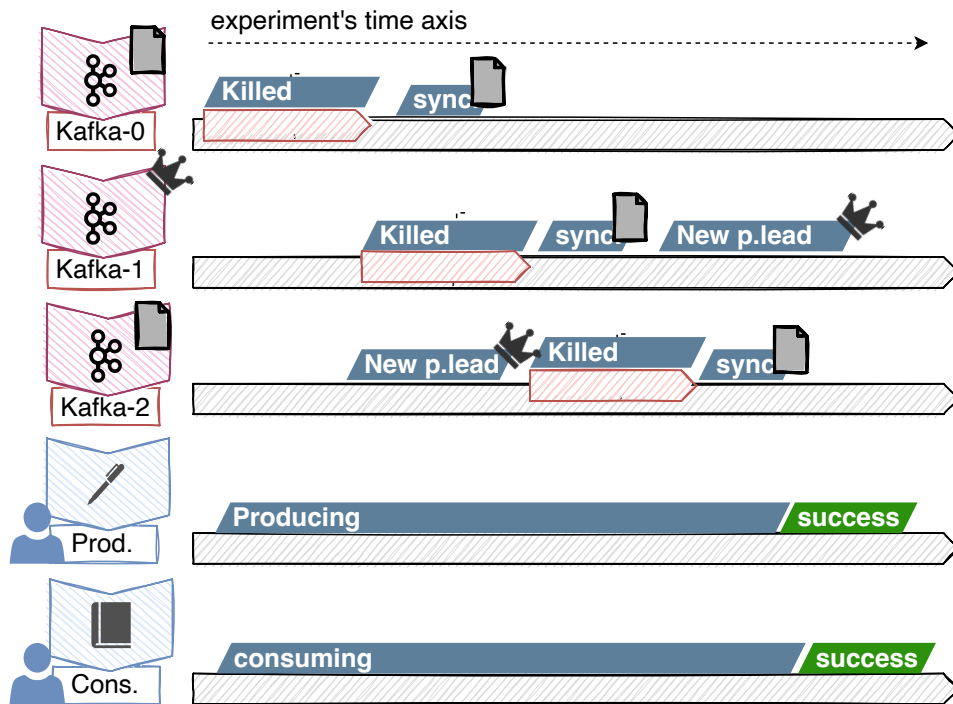 experiment's time axis
Killed
sync
Kafka-0
Killed
sync
New p.lead
Kafka-1
New p.lead
Killed
sync
Kafka-2
Producing
success
Prod.
consuming
success
Cons.